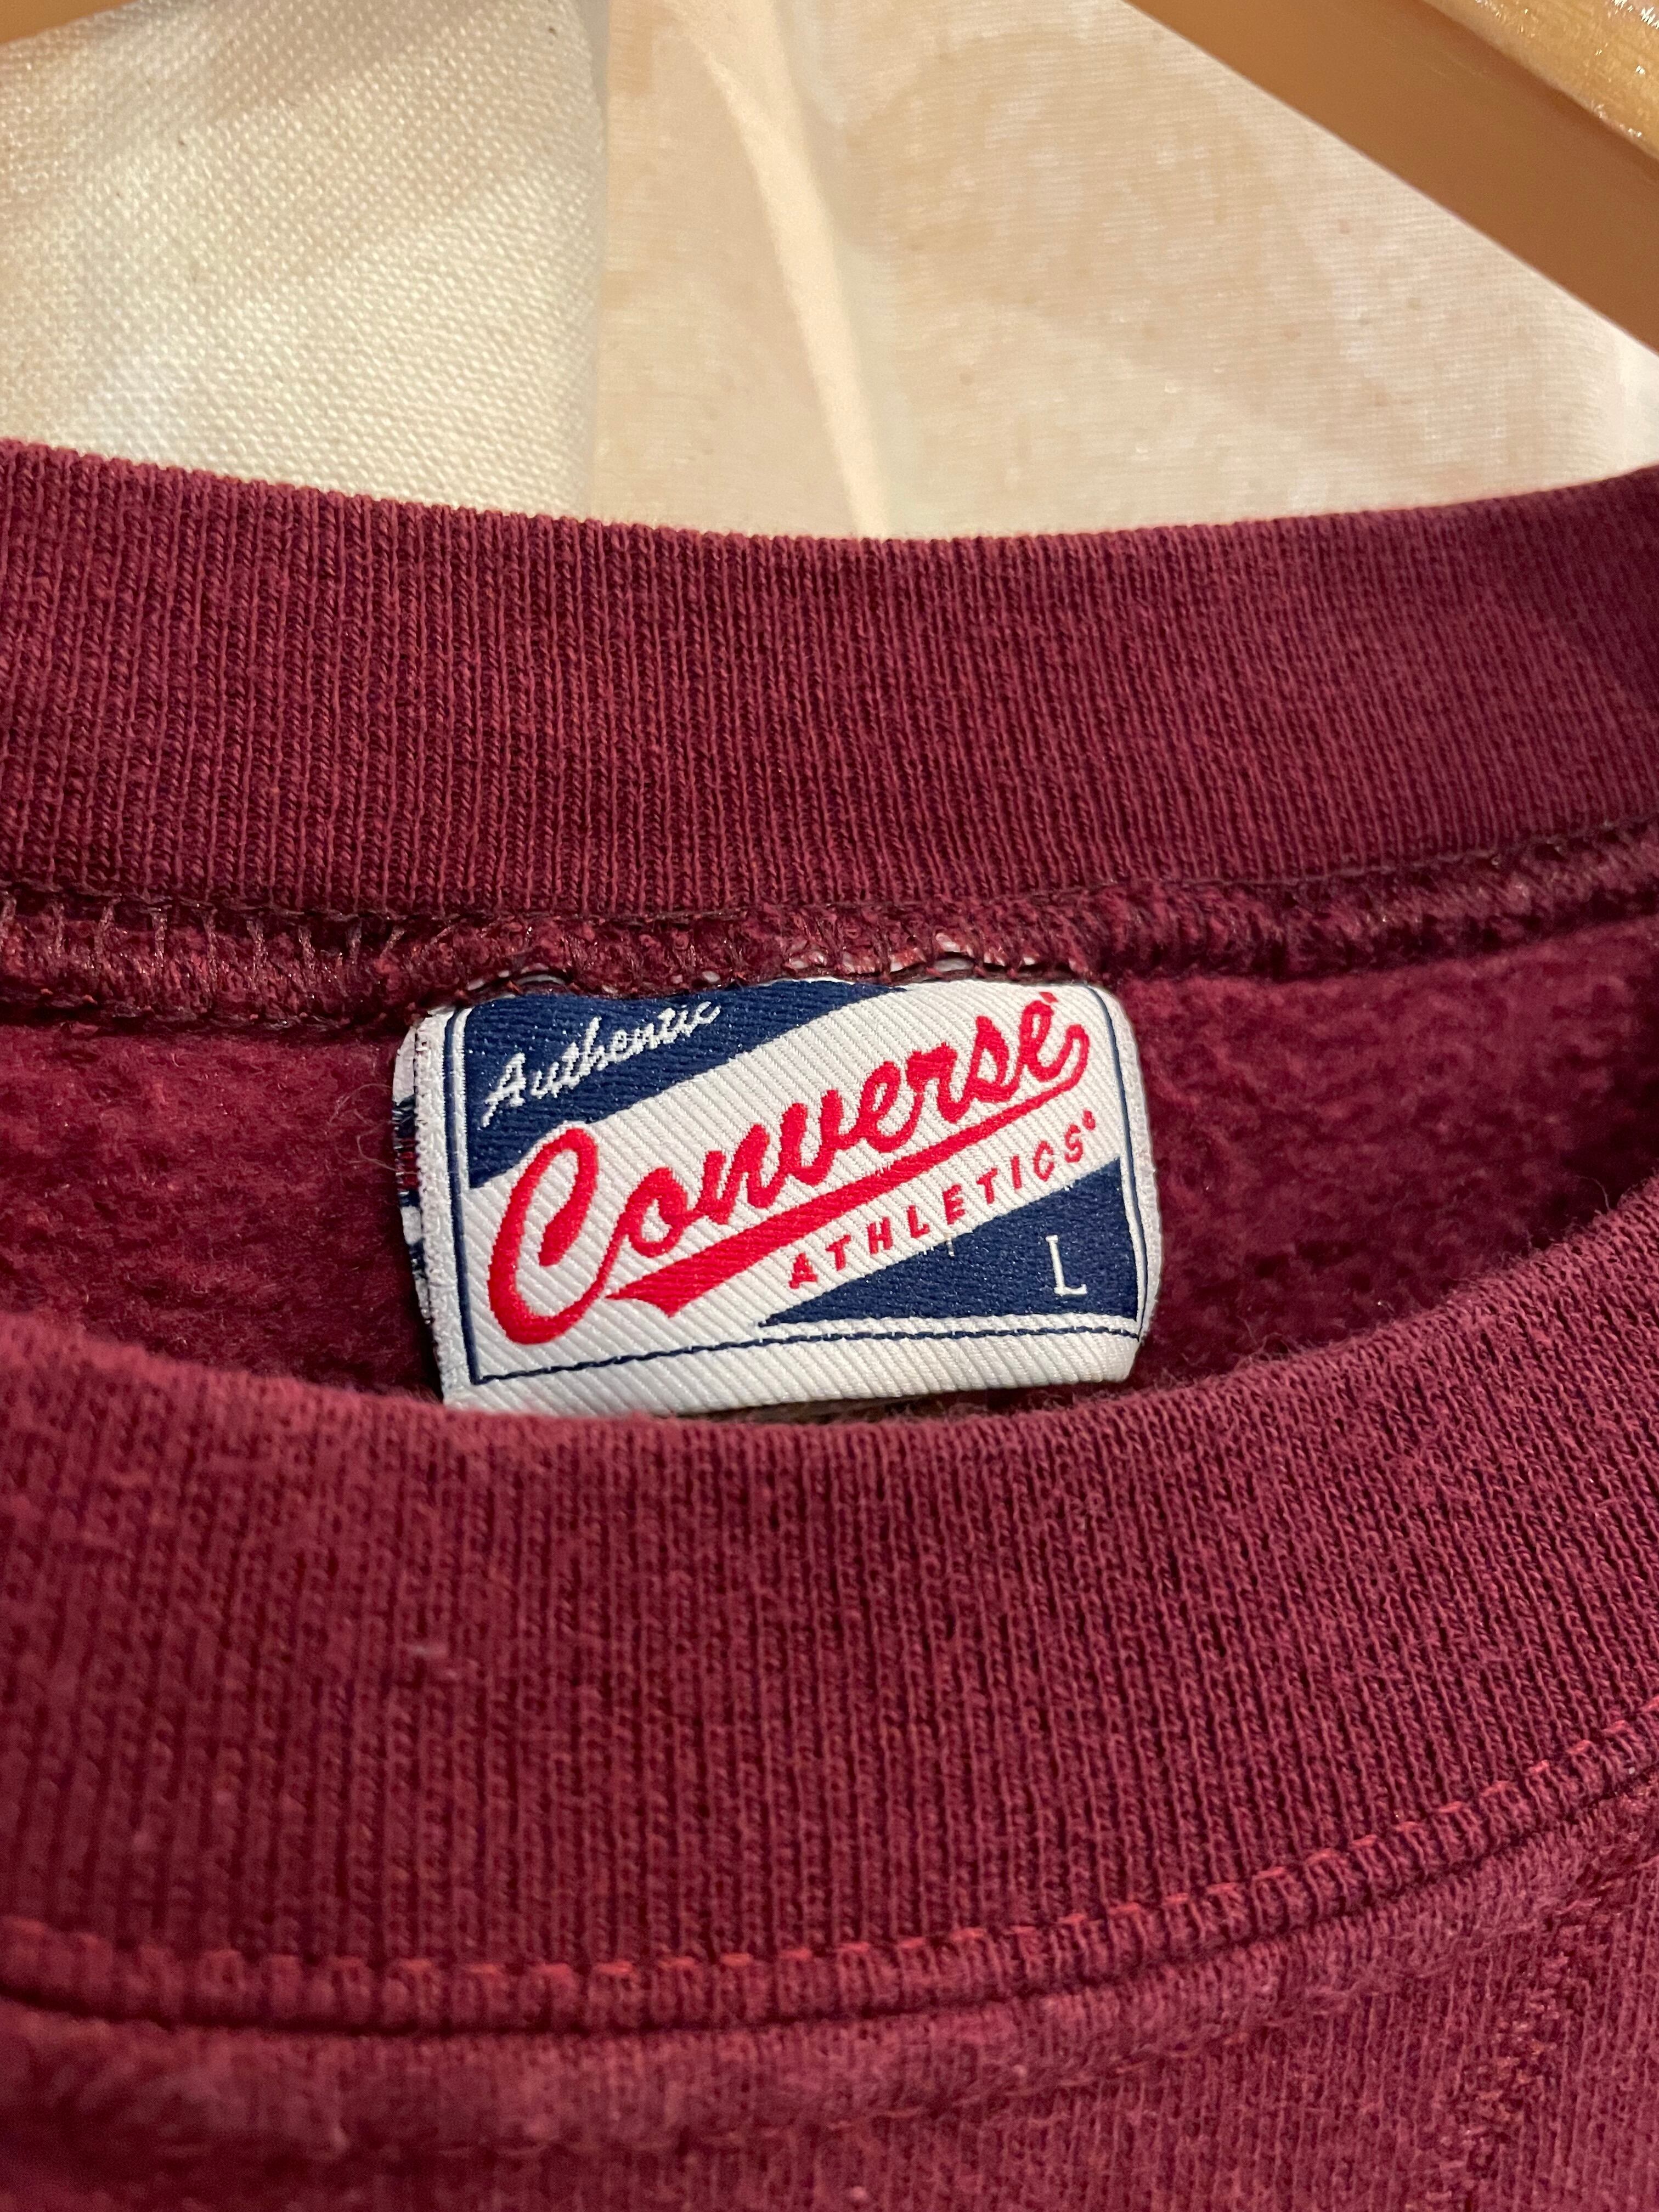 Authentic
Converse
ATHLETICS®
L